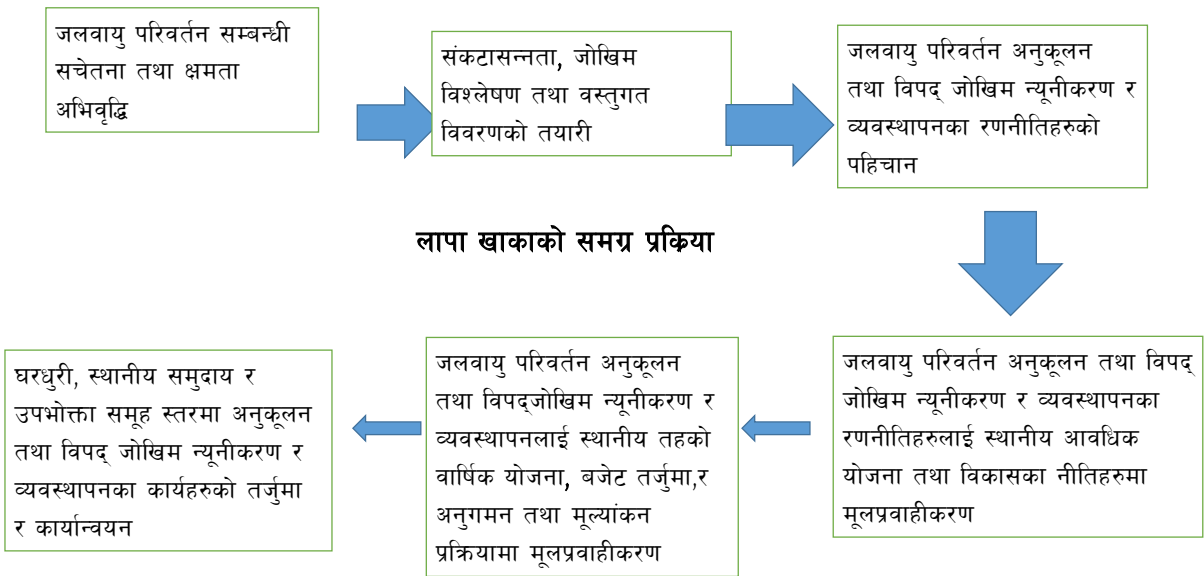 जलवायु परिवर्तन सम्बन्धी
सचेतना तथा क्षमता
अभिवृद्धि
संकटासन्नता, जोखिम
विश्लेषण तथा वस्तुगत
विवरणको तयारी
जलवायु परिवर्तन अनुकूलन
तथा विपद् जोखिम न्यूनीकरण र
व्यवस्थापनका रणनीतिहरुको
पहिचान
लापा खाकाको समग्र प्रकिया
जलवायु परिवर्तन अनुकूलन तथा विपद्
जोखिम न्यूनीकरण र व्यवस्थापनका
रणनीतिहरुलाई स्थानीय आवधिक
योजना तथा विकासका नीतिहरुमा
मूलप्रवाहीकरण
जलवायु परिवर्तन अनुकूलन
तथा विपद्जोखिम न्यूनीकरण र
व्यवस्थापनलाई स्थानीय तहको
वार्षिक योजना, बजेट तर्जुमा,र
अनुगमन तथा मूल्यांकन
प्रक्रियामा मूलप्रवाहीकरण
घरधुरी, स्थानीय समुदाय र
उपभोक्ता समूह स्तरमा अनुकूलन
तथा विपद् जोखिम न्यूनीकरण र
व्यवस्थापनका कार्यहरुको तर्जुमा
र कार्यान्वयन